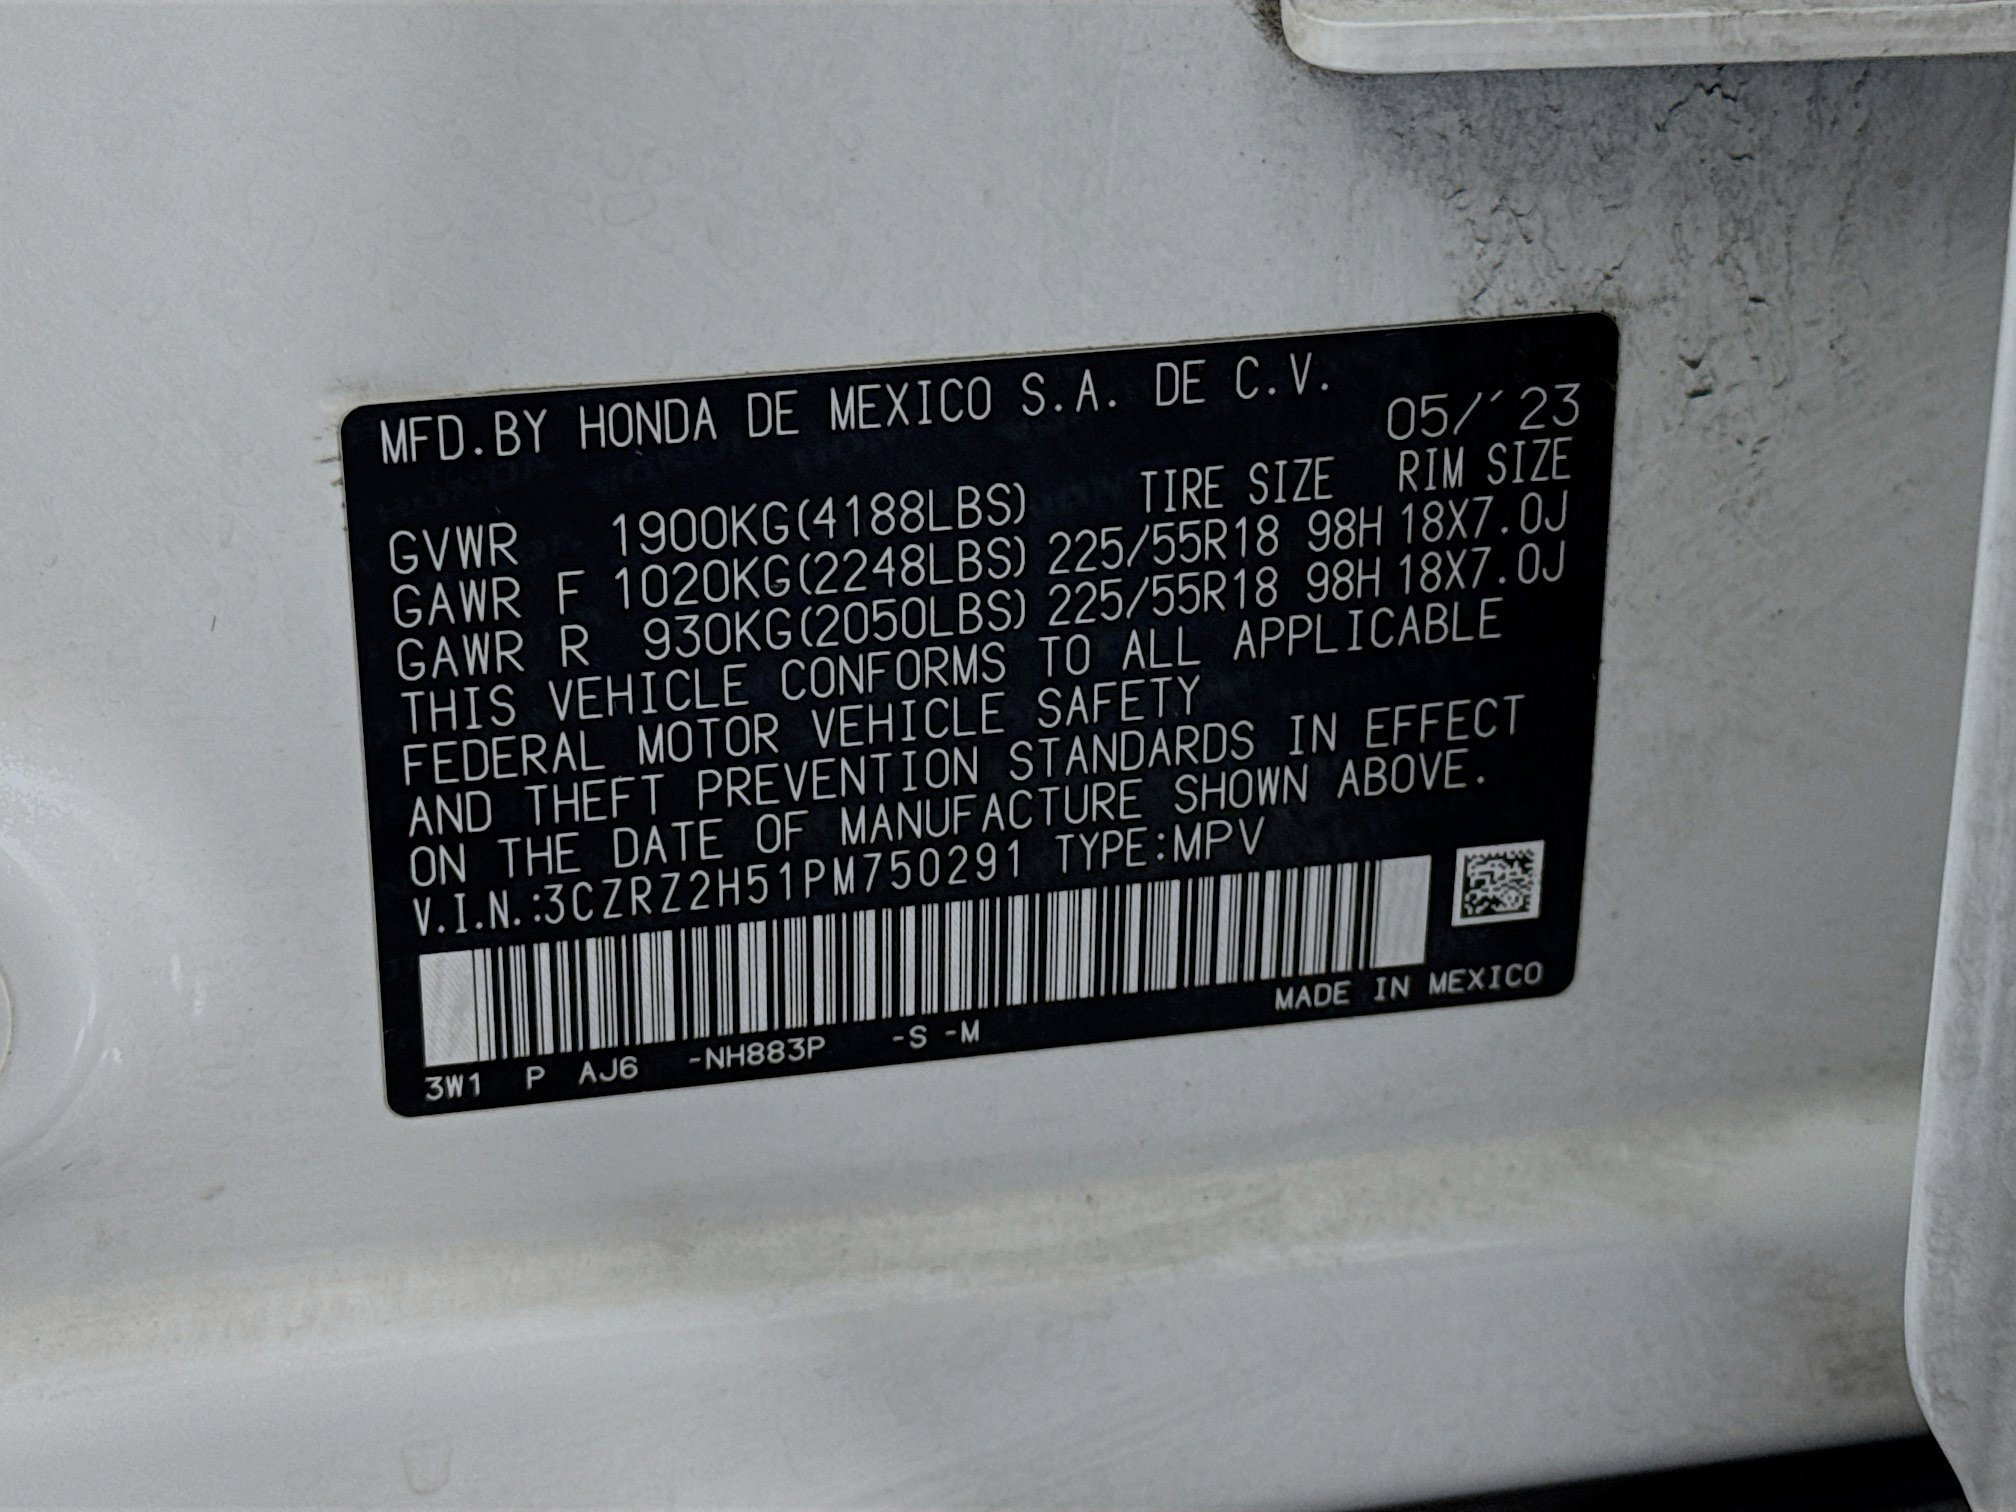 MFD.BY HONDA DE MEXICO S.A. DE C.V.
05/´23
TIRE SIZE RIM SIZE
GVWR 1900KG(4188LBS)
GAWR F 1020KG(2248LBS) 225/55R18 98H 18X7.0J
GAWR R 930KG(2050LBS) 225/55R18 98H 18X7.0J
THIS VEHICLE CONFORMS TO ALL APPLICABLE
FEDERAL MOTOR VEHICLE SAFETY
AND THEFT PREVENTION STANDARDS IN EFFECT
ON THE DATE OF MANUFACTURE SHOWN ABOVE.
V.I.N.:3CZRZ2H51PM750291 TYPE:MPV
MADE IN MEXICO
3W1 P AJ6 -NH883P -S -M